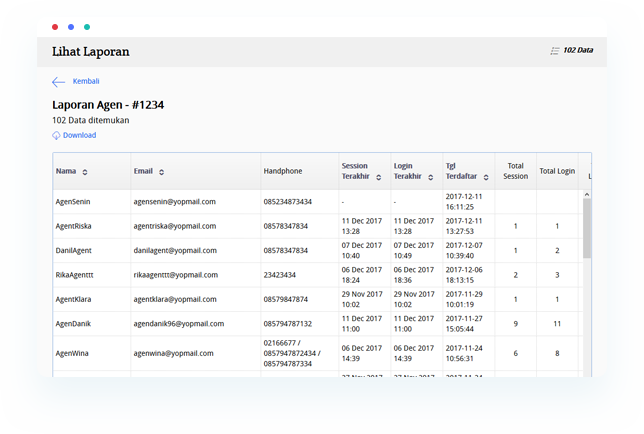 Lihat Laporan
102 Data
Kembali
Laporan Agen - #1234
102 Data ditemukan
Download
Nama Email Handphone Session Terakhir Login Terakhir Tgl Terdaftar Total Session Total Login
AgenSenin agensenin@yopmail.com 085234873434 - - 2017-12-11 16:11:25
AgentRiska agentriska@yopmail.com 08578347834 11 Dec 2017 13:28 11 Dec 2017 13:28 2017-12-11 13:27:53 1 1
DanilAgent danilagent@yopmail.com 08578347834 07 Dec 2017 10:40 07 Dec 2017 10:49 2017-12-07 10:39:40 1 2
RikaAgenttt rikaagenttt@yopmail.com 23423434 06 Dec 2017 18:24 06 Dec 2017 18:36 2017-12-06 18:13:15 2 3
AgentKlara agentklara@yopmail.com 08579847874 29 Nov 2017 10:02 29 Nov 2017 10:02 2017-11-29 10:01:19 1 1
AgenDanik agendanik96@yopmail.com 085794787132 11 Dec 2017 11:00 11 Dec 2017 11:00 2017-11-27 15:05:44 9 11
AgenWina agenwina@yopmail.com 02166677 / 0857947872434 / 085794787334 06 Dec 2017 14:39 06 Dec 2017 14:39 2017-11-24 10:56:31 6 8